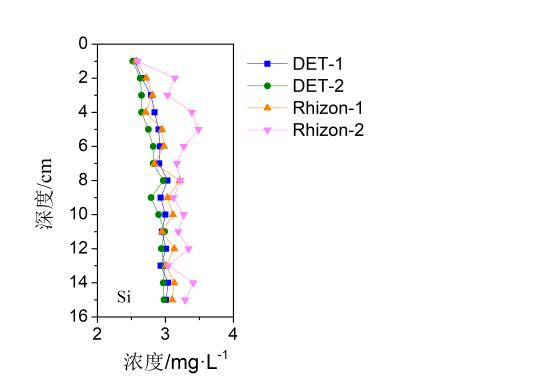 0
2
4
6
8
10
12
14
16
深度/cm
Si
2
3
4
浓度/mg·L-1
DET-1
DET-2
Rhizon-1
Rhizon-2